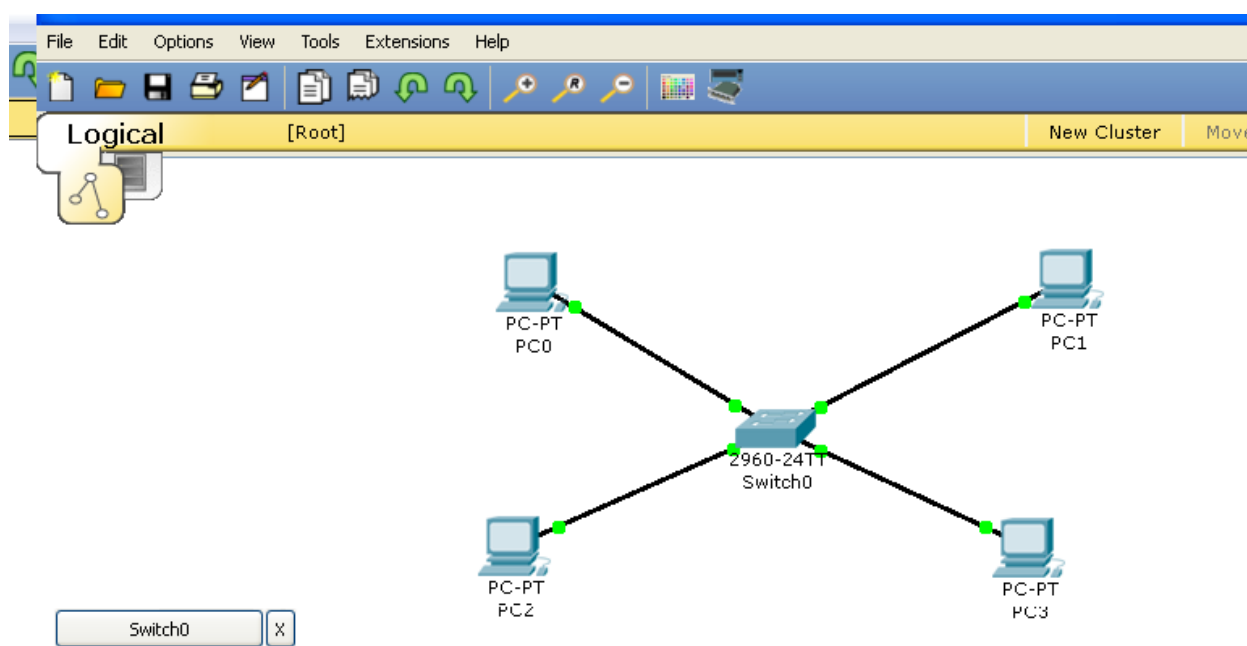 File Edit Options View Tools Extensions Help
Logical [Root] New Cluster Move
PC-PT
PC0
PC-PT
PC1
2960-24TT
Switch0
PC-PT
PC2
PC-PT
PC3
Switch0 X